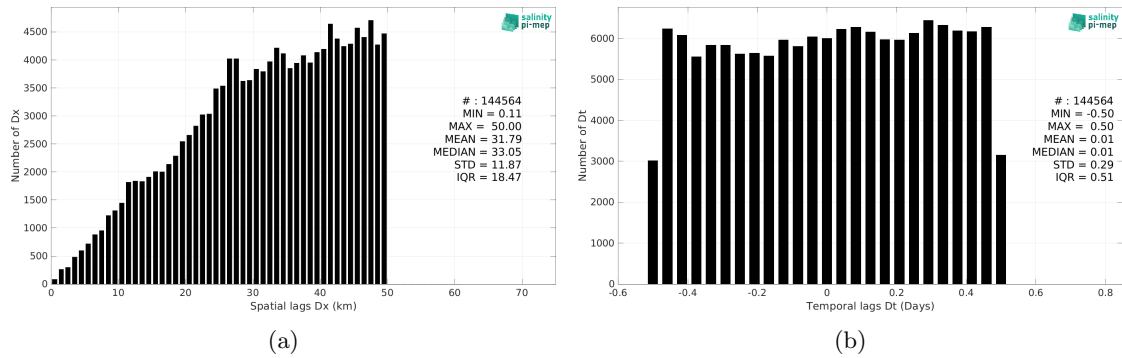 4500
4000
3500
3000
2500
2000
1500
1000
500
0
Number of Dx
0 10 20 30 40 50 60 70
Spatial lags Dx (km)
salinity
pi-mep
# : 144564
MIN = 0.11
MAX = 50.00
MEAN = 31.79
MEDIAN = 33.05
STD = 11.87
IQR = 18.47
(a)
6000
5000
4000
3000
2000
1000
0
Number of Dt
-0.6 -0.4 -0.2 0 0.2 0.4 0.6 0.8
Temporal lags Dt (Days)
salinity
pi-mep
# : 144564
MIN = -0.50
MAX = 0.50
MEAN = 0.01
MEDIAN = 0.01
STD = 0.29
IQR = 0.51
(b)